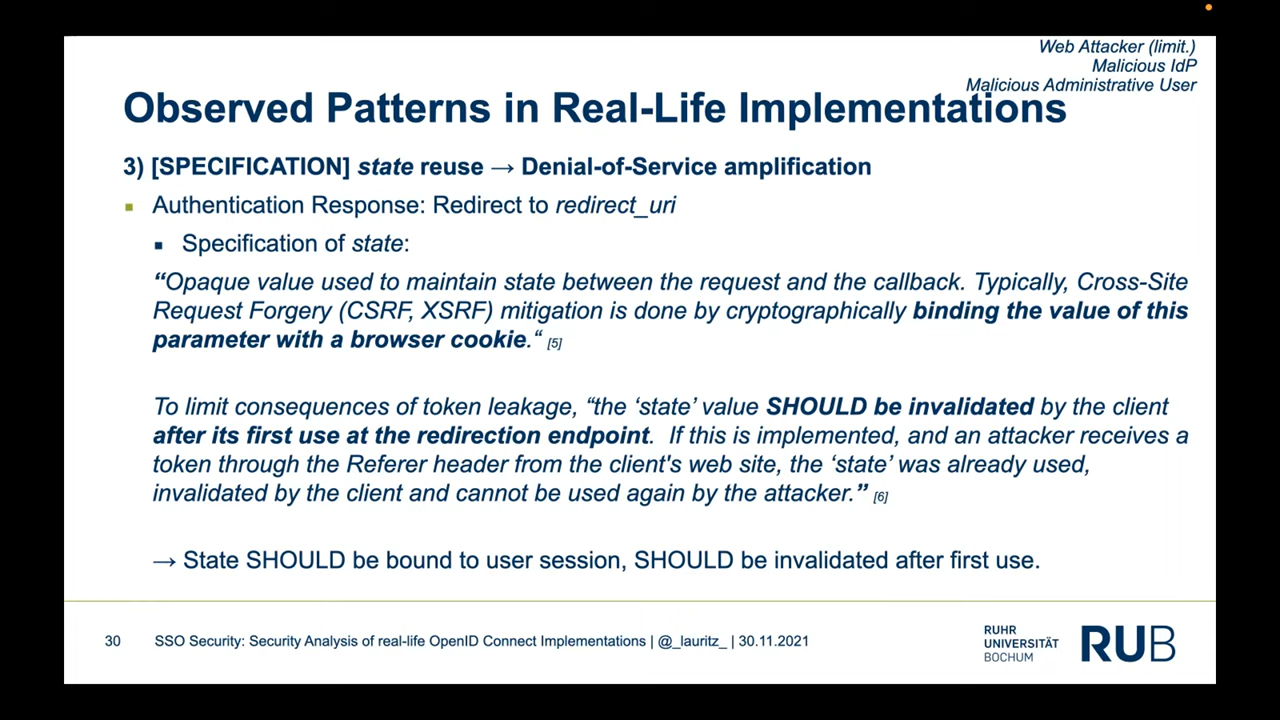 Web Attacker (limit.)
Malicious IdP
Malicious Administrative User
Observed Patterns in Real-Life Implementations
3) [SPECIFICATION] state reuse → Denial-of-Service amplification
Authentication Response: Redirect to redirect_uri
Specification of state:
“Opaque value used to maintain state between the request and the callback. Typically, Cross-Site
Request Forgery (CSRF, XSRF) mitigation is done by cryptographically binding the value of this
parameter with a browser cookie.“ [5]
To limit consequences of token leakage, “the ‘state’ value SHOULD be invalidated by the client
after its first use at the redirection endpoint.  If this is implemented, and an attacker receives a
token through the Referer header from the client's web site, the ‘state’ was already used,
invalidated by the client and cannot be used again by the attacker.” [6]
→ State SHOULD be bound to user session, SHOULD be invalidated after first use.
30 SSO Security: Security Analysis of real-life OpenID Connect Implementations | @_lauritz_ | 30.11.2021
RUHR
UNIVERSITÄT
BOCHUM
RUB